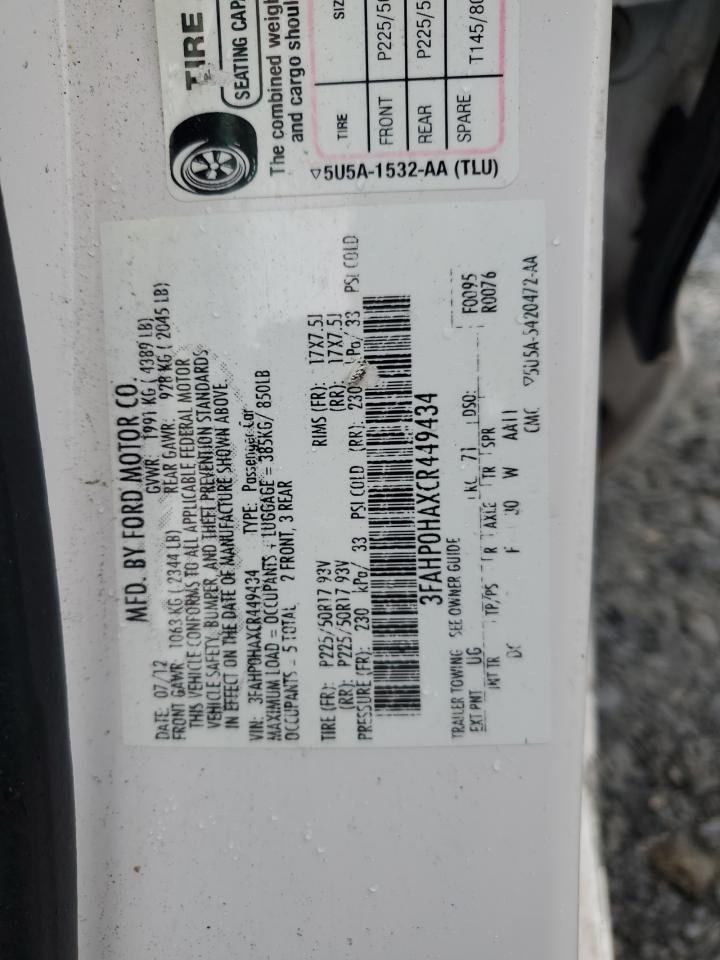 TIRE
SEATING CAP
The combined weigh
and cargo shoul
TIRE SIZ
FRONT P225/50
REAR P225/5
SPARE T145/80
▽5U5A-1532-AA (TLU)
MFD. BY FORD MOTOR CO.
DATE: 07/12 GVWR: 1991 KG ( 4389 LB)
FRONT GAWR: 1063 KG ( 2344 LB) REAR GAWR: 928 KG ( 2045 LB)
THIS VEHICLE CONFORMS TO ALL APPLICABLE FEDERAL MOTOR
VEHICLE SAFETY, BUMPER, AND THEFT PREVENTION STANDARDS
IN EFFECT ON THE DATE OF MANUFACTURE SHOWN ABOVE.
VIN: 3FAHP0HAXCR449434 TYPE: Passenger Car
MAXIMUM LOAD = OCCUPANTS + LUGGAGE = 385KG/ 850LB
OCCUPANTS = 5 TOTAL, 2 FRONT, 3 REAR
TIRE (FR): P225/50R17 93V RIMS (FR): 17X7.5J
(RR): P225/50R17 93V (RR): 17X7.5J
PRESSURE (FR): 230 kPa/ 33 PSI COLD (RR): 230 kPa/ 33 PSI COLD
3FAHP0HAXCR449434
TRAILER TOWING SEE OWNER GUIDE F0095
EXT PNT UG 71 DSO: R0076
INT TR TP/PS R AXLE TR SPR
F W AA11
CMC ▽5U5A-5420472-AA